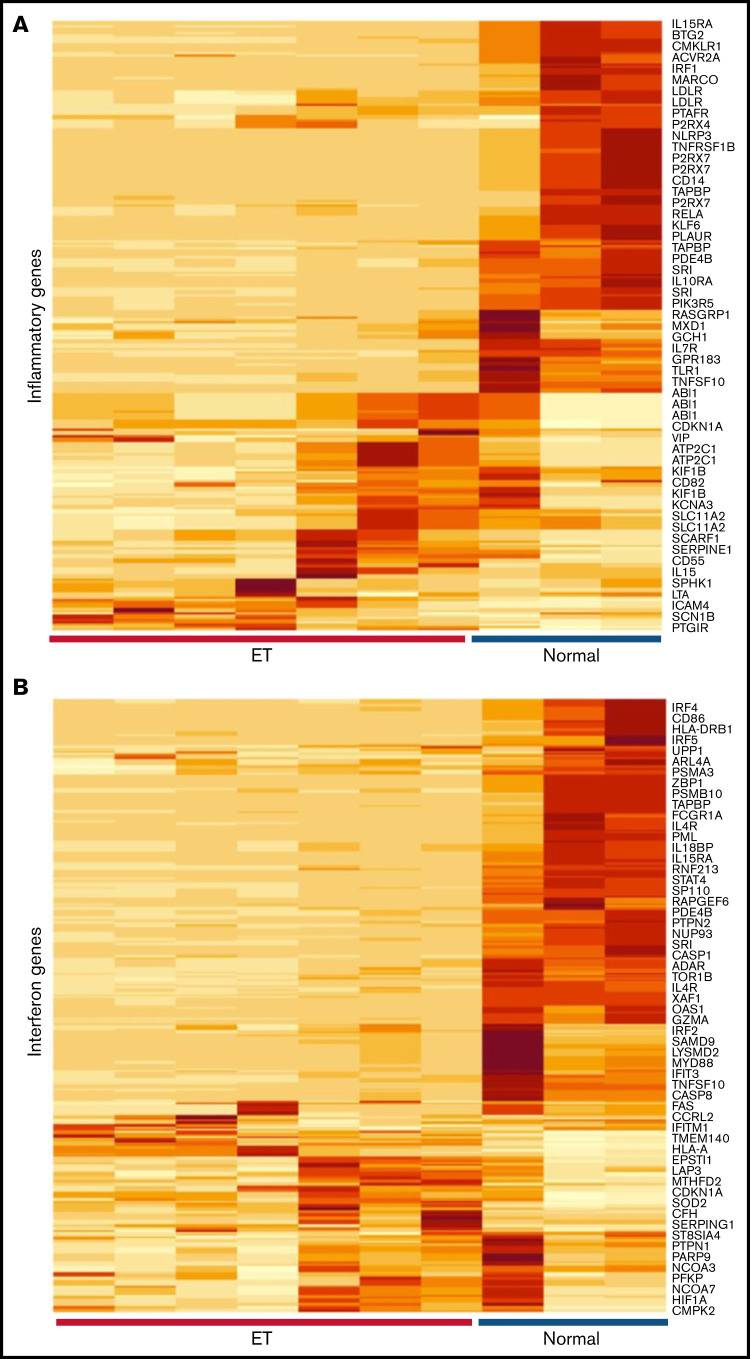 A
IL15RA
BTG2
CMKLR1
ACVR2A
IRF1
MARCO
LDLR
LDLR
PTAFR
P2RX4
NLRP3
TNFRSF1B
P2RX7
P2RX7
CD14
TAPBP
P2RX7
RELA
KLF6
PLAUR
TAPBP
PDE4B
SRI
IL10RA
SRI
PIK3R5
RASGRP1
MXD1
GCH1
IL7R
GPR183
TLR1
TNFSF10
ABI1
ABI1
ABI1
CDKN1A
VIP
ATP2C1
ATP2C1
KIF1B
CD82
KIF1B
KCNA3
SLC11A2
SLC11A2
SCARF1
SERPINE1
CD55
IL15
SPHK1
LTA
ICAM4
SCN1B
PTGIR
Inflammatory genes
ET
Normal
B
IRF4
CD86
HLA-DRB1
IRF5
UPP1
ARL4A
PSMA3
ZBP1
PSMB10
TAPBP
FCGR1A
IL4R
PML
IL18BP
IL15RA
RNF213
STAT4
SP110
RAPGEF6
PDE4B
PTPN2
NUP93
SRI
CASP1
ADAR
TOR1B
IL4R
XAF1
OAS1
GZMA
IRF2
SAMD9
LYSMD2
MYD88
IFIT3
TNFSF10
CASP8
FAS
CCRL2
IFITM1
TMEM140
HLA-A
EPSTI1
LAP3
MTHFD2
CDKN1A
SOD2
CFH
SERPING1
ST8SIA4
PTPN1
PARP9
NCOA3
PFKP
NCOA7
HIF1A
CMPK2
Interferon genes
ET
Normal